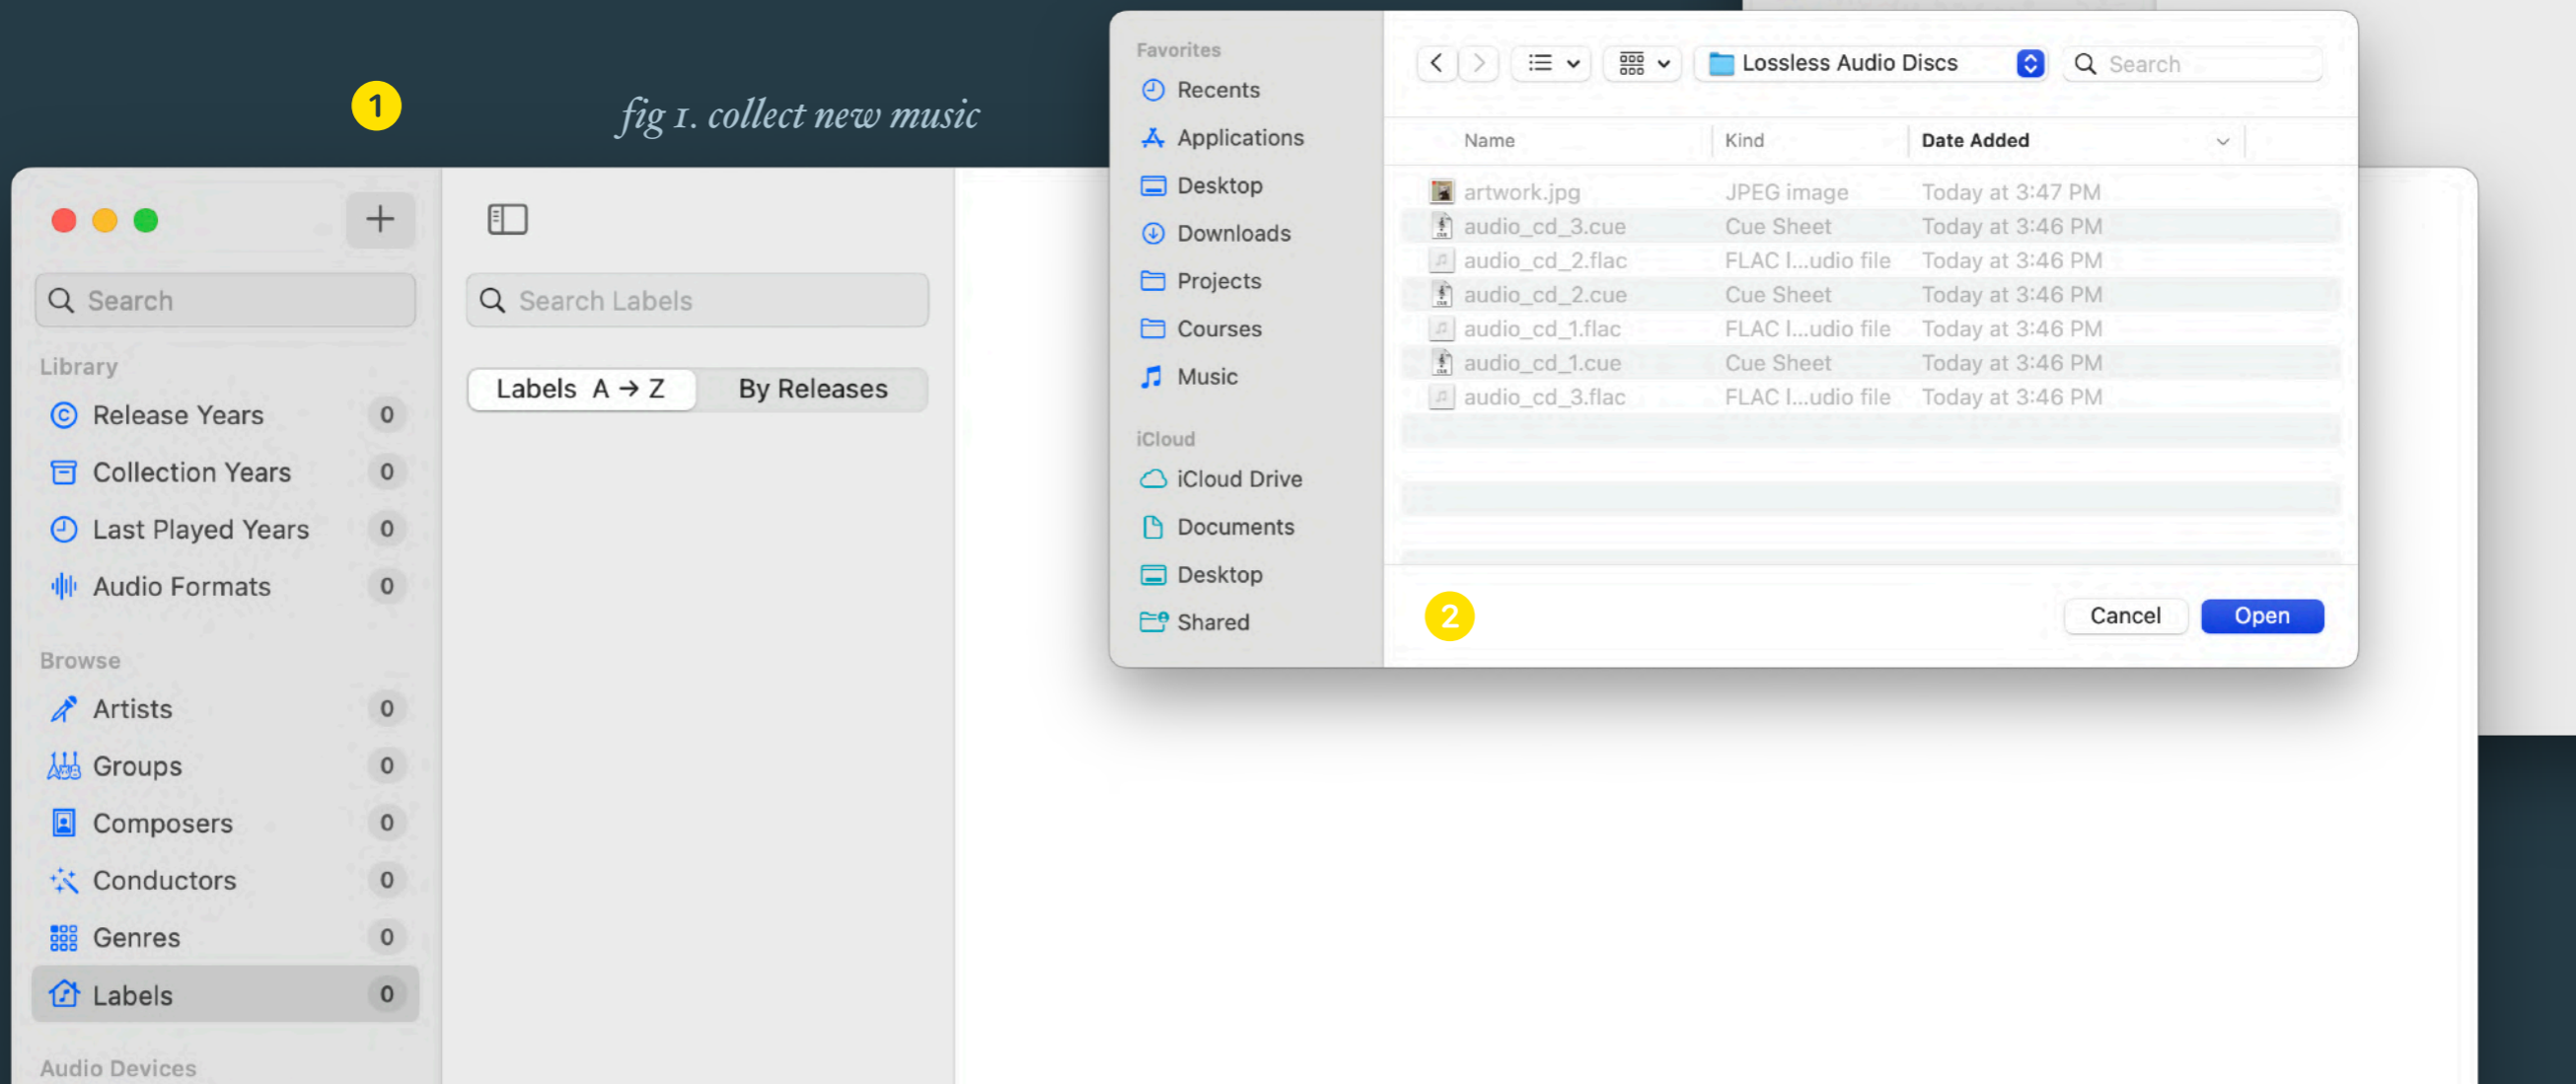 1
fig 1. collect new music
Search
Library
Release Years 0
Collection Years 0
Last Played Years 0
Audio Formats 0
Browse
Artists 0
Groups 0
Composers 0
Conductors 0
Genres 0
Labels 0
Audio Devices
Search Labels
Labels A → Z By Releases
Favorites
Recents
Applications
Desktop
Downloads
Projects
Courses
Music
iCloud
iCloud Drive
Documents
Desktop
Shared
Lossless Audio Discs Search
Name Kind Date Added
artwork.jpg JPEG image Today at 3:47 PM
audio_cd_3.cue Cue Sheet Today at 3:46 PM
audio_cd_2.flac FLAC l...udio file Today at 3:46 PM
audio_cd_2.cue Cue Sheet Today at 3:46 PM
audio_cd_1.flac FLAC l...udio file Today at 3:46 PM
audio_cd_1.cue Cue Sheet Today at 3:46 PM
audio_cd_3.flac FLAC l...udio file Today at 3:46 PM
2
Cancel Open